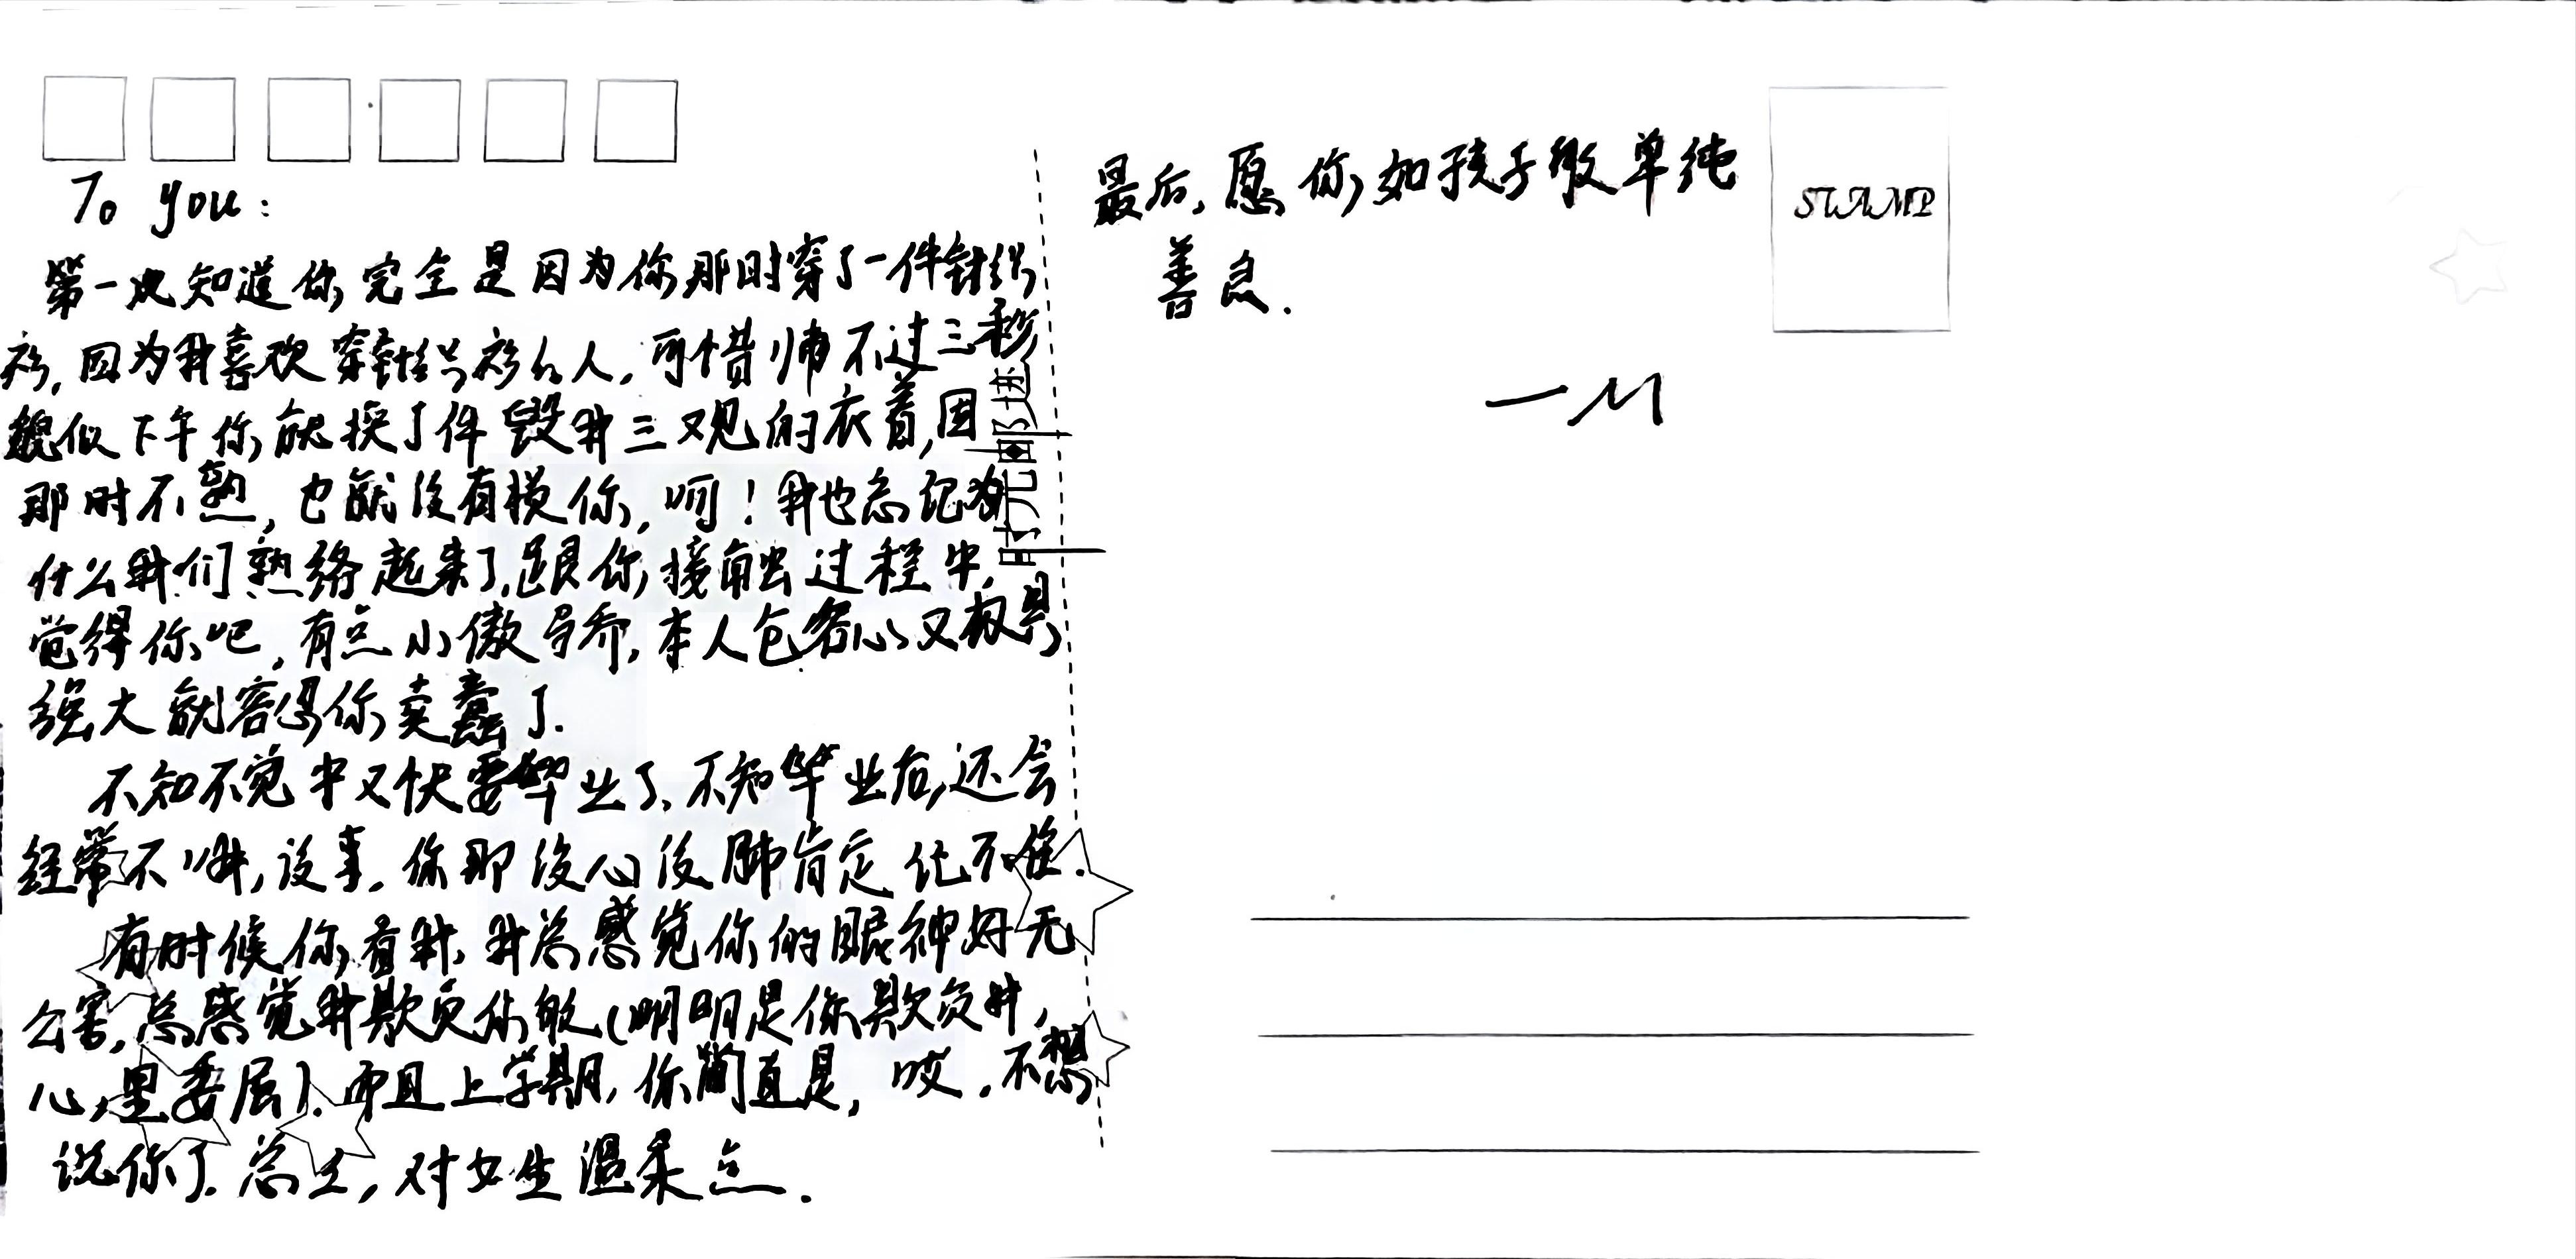 To you:
第一次知道你,完全是因为你那时穿了一件针织
衫,因为我喜欢穿针织衫的人,可惜帅不过三秒,
貌似下午你就换了件毁我三观的衣着,因
那时不熟,也就没有损你,呵!我也忘记为
什么我们熟络起来了,跟你接触过程中,
觉得你吧,有点小傲娇,本人包容心又极其
强大就容忍你卖蠢了.
不知不觉中又快要毕业了,不知毕业后,还会
经常不,哦,没事,你那没心没肺肯定记不住.
有时候你看我,我总感觉你的眼神好无
公害,总感觉我欺负你般(明明是你欺负我,
心里委屈).而且上学期,你简直是,哎,不想
说你了.总之,对女生温柔点.
时光邮递
最后,愿你如孩子般单纯
善良.
—M
STAMP